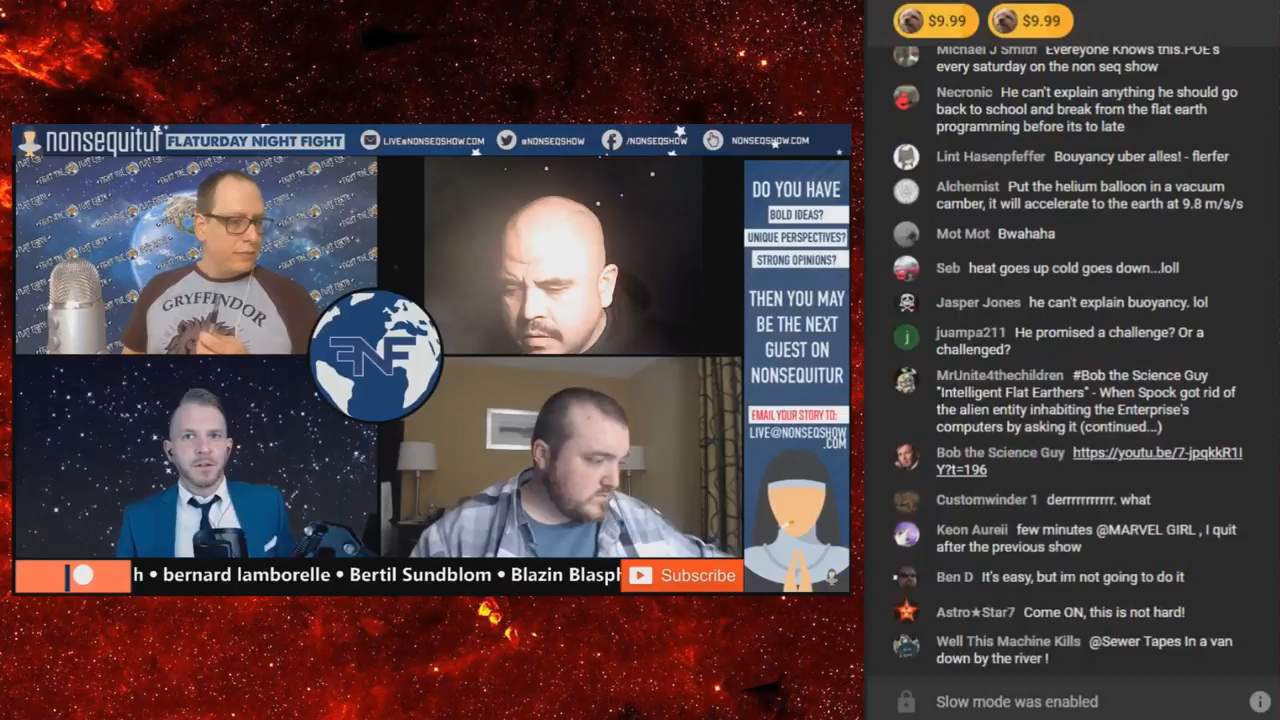 nonsequitur FLATURDAY NIGHT FIGHT LIVE@NONSEQSHOW.COM @NONSEQSHOW /NONSEQSHOW NONSEQSHOW.COM
GRYFFINDOR
FNF
DO YOU HAVE
BOLD IDEAS?
UNIQUE PERSPECTIVES?
STRONG OPINIONS?
THEN YOU MAY
BE THE NEXT
GUEST ON
NONSEQUITUR
EMAIL YOUR STORY TO:
LIVE@NONSEQSHOW
.COM
h • bernard lamborelle • Bertil Sundblom • Blazin Blasph
Subscribe
$9.99 $9.99
Michael J Smith Evereyone Knows this.POE's
every saturday on the non seq show
Necronic He can't explain anything he should go
back to school and break from the flat earth
programming before its to late
Lint Hasenpfeffer Bouyancy uber alles! - flerfer
Alchemist Put the helium balloon in a vacuum
camber, it will accelerate to the earth at 9.8 m/s/s
Mot Mot Bwahaha
Seb heat goes up cold goes down...loll
Jasper Jones he can't explain buoyancy. lol
j
juampa211 He promised a challenge? Or a
challenged?
MrUnite4thechildren #Bob the Science Guy
"Intelligent Flat Earthers" - When Spock got rid of
the alien entity inhabiting the Enterprise's
computers by asking it (continued...)
Bob the Science Guy https://youtu.be/7-jpqkkR1I
Y?t=196
Customwinder 1 derrrrrrrrrr. what
Keon Aureii few minutes @MARVEL GIRL , I quit
after the previous show
Ben D It's easy, but im not going to do it
Astro★Star7 Come ON, this is not hard!
Well This Machine Kills @Sewer Tapes In a van
down by the river !
Slow mode was enabled